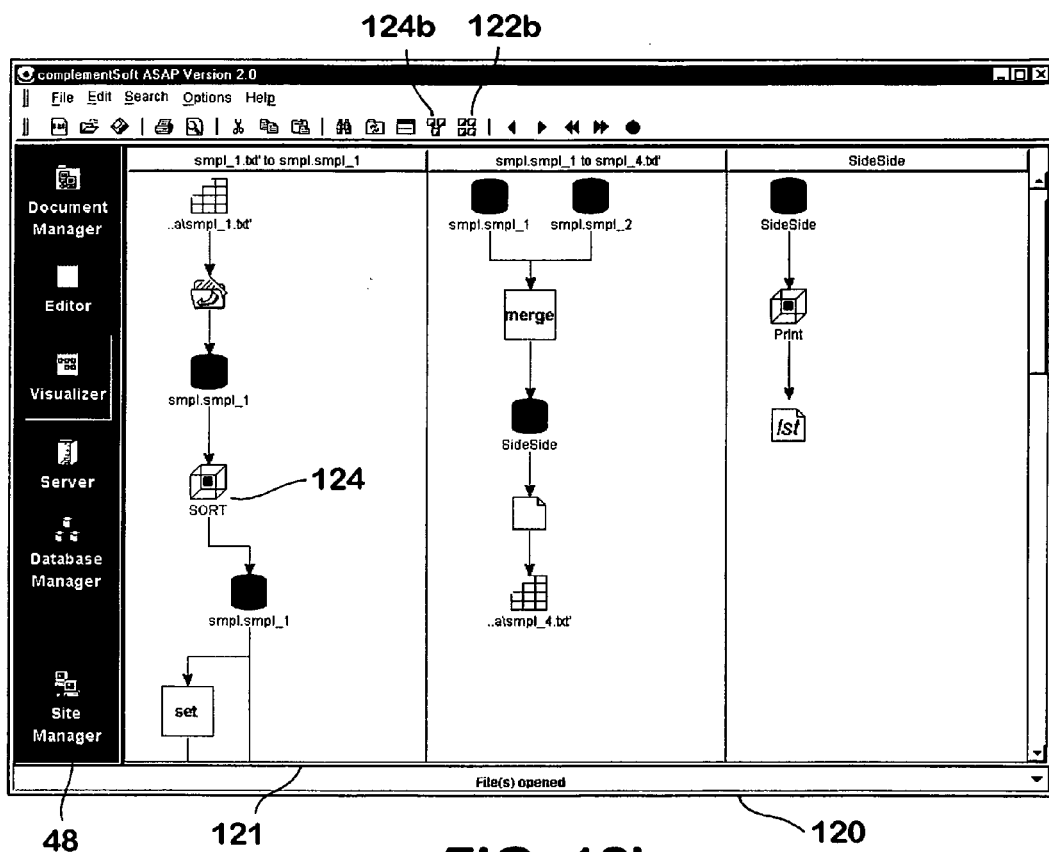 124b 122b
complementSoft ASAP Version 2.0
File Edit Search Options Help
Document
Manager
Editor
Visualizer
Server
Database
Manager
Site
Manager
smpl_1.txt' to smpl.smpl_1
..a\smpl_1.txt'
smpl.smpl_1
SORT
124
smpl.smpl_1
set
smpl.smpl_1 to smpl_4.txt'
smpl.smpl_1 smpl.smpl_2
merge
SideSide
..a\smpl_4.txt'
SideSide
SideSide
Print
lst
File(s) opened
48 121 120